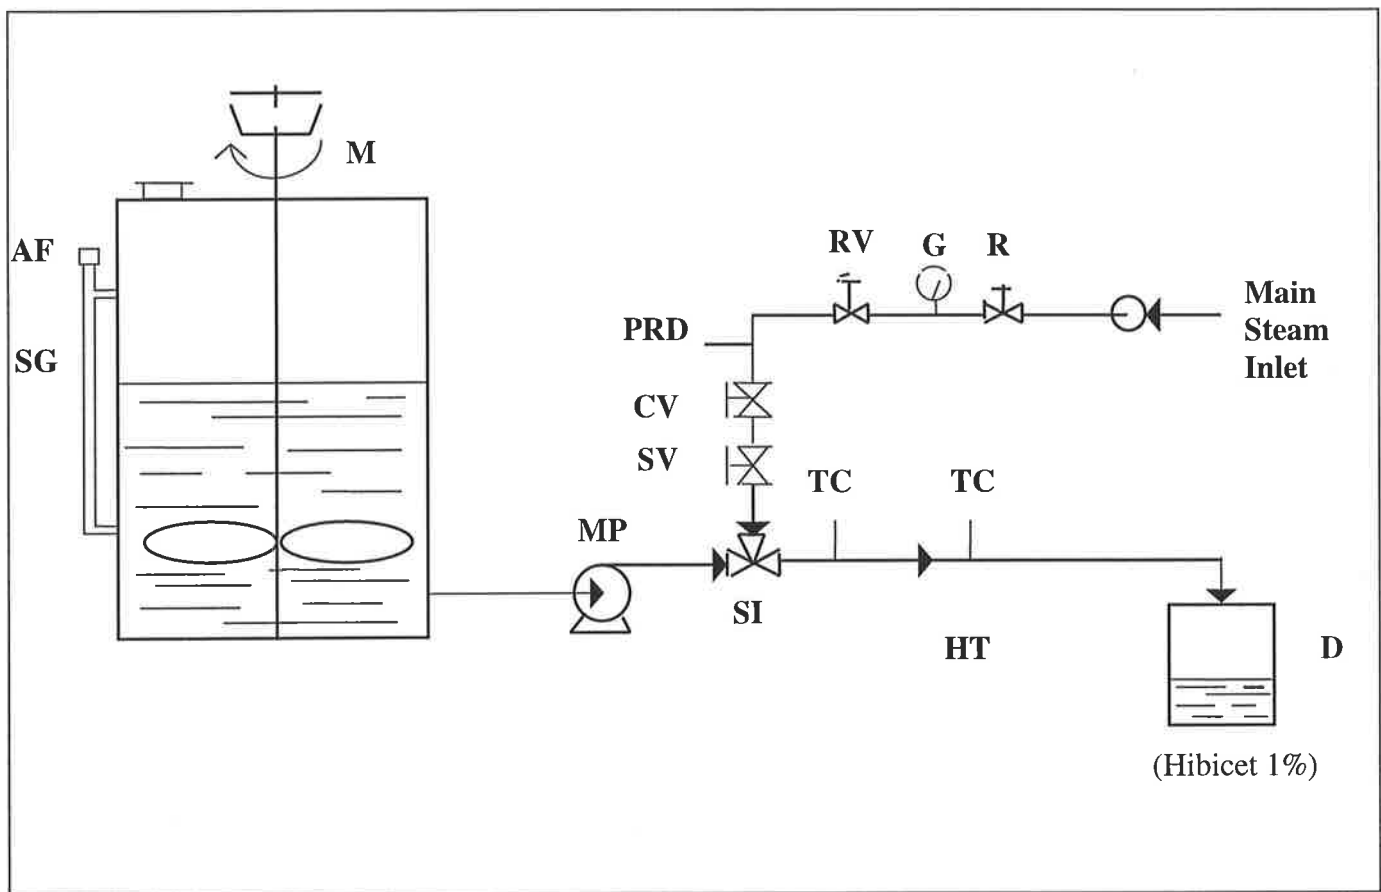 M
AF
RV
G
R
Main
Steam
Inlet
PRD
SG
CV
SV
TC
TC
MP
SI
HT
D
(Hibicet 1%)